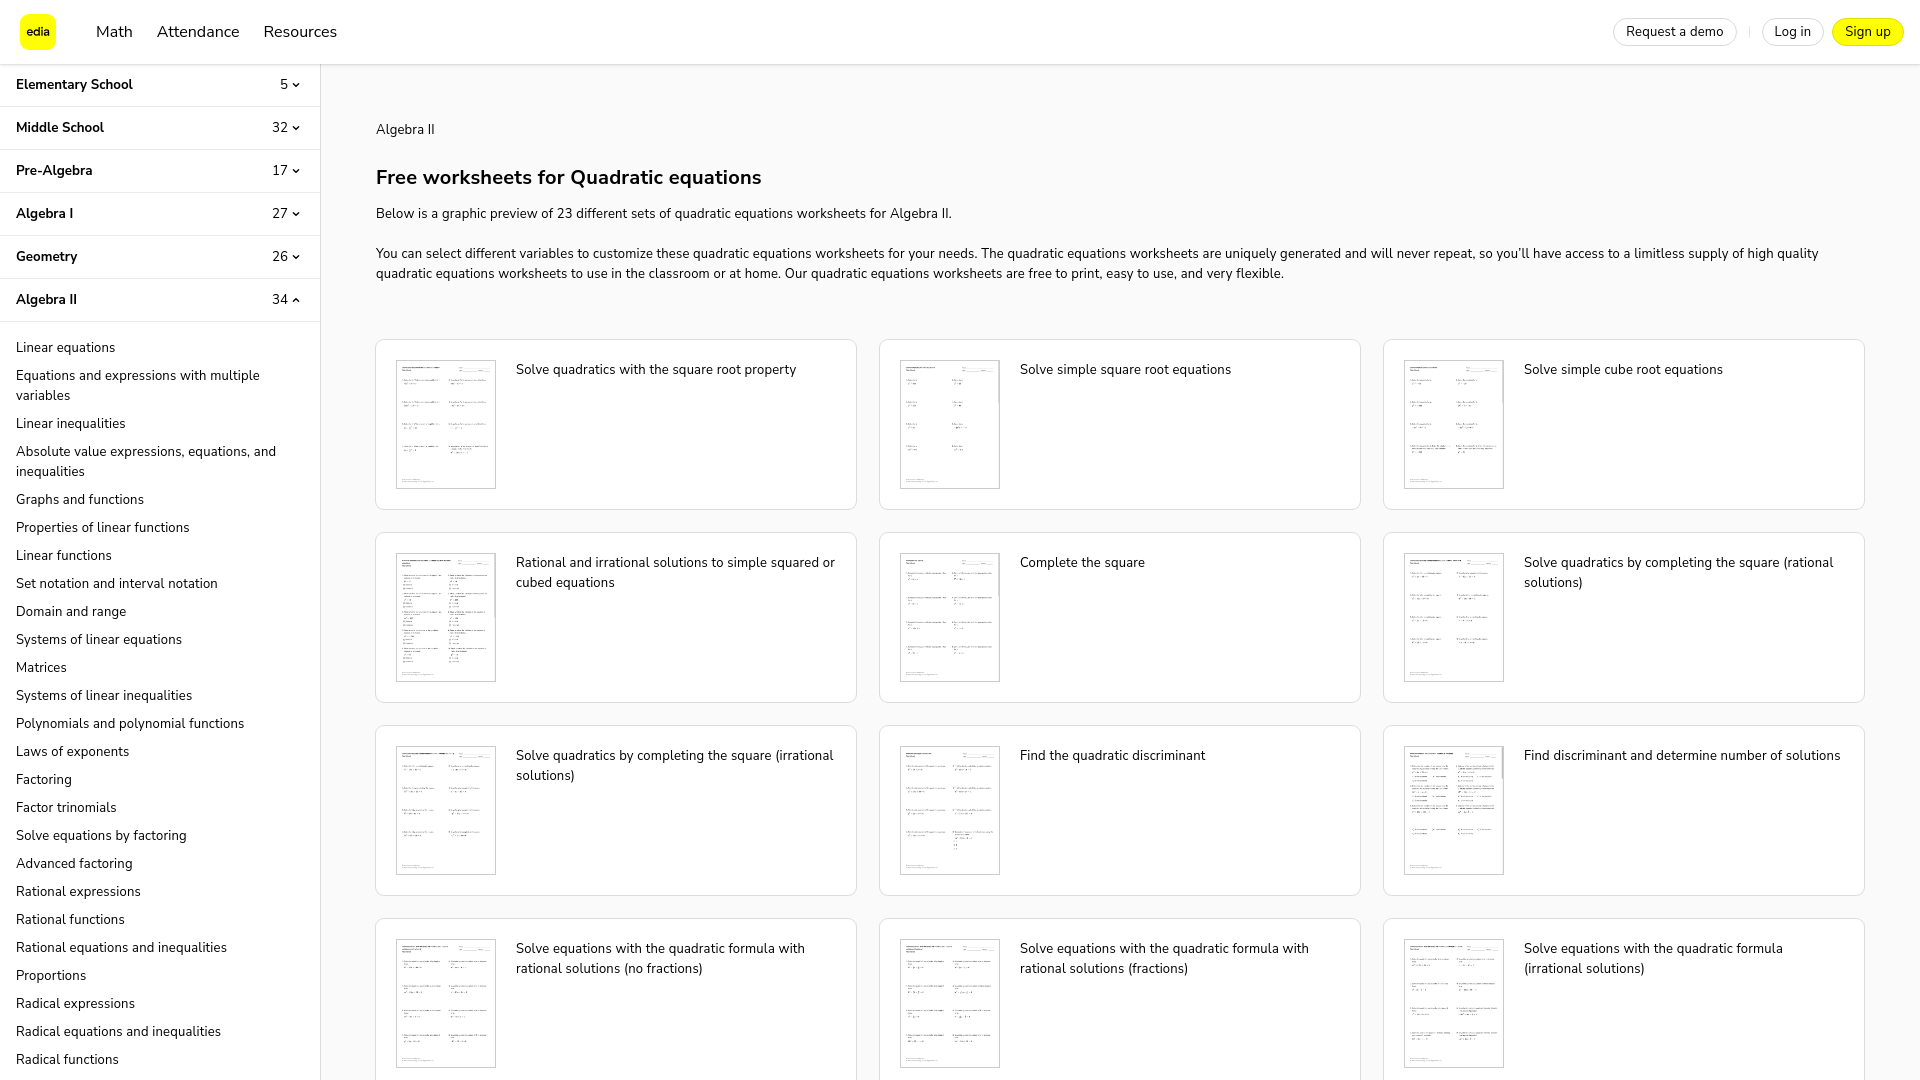 edia
Math
Attendance
Resources
Request a demo
Log in
Sign up
Elementary School 5
Middle School 32
Pre-Algebra 17
Algebra I 27
Geometry 26
Algebra II 34
Linear equations
Equations and expressions with multiple
variables
Linear inequalities
Absolute value expressions, equations, and
inequalities
Graphs and functions
Properties of linear functions
Linear functions
Set notation and interval notation
Domain and range
Systems of linear equations
Matrices
Systems of linear inequalities
Polynomials and polynomial functions
Laws of exponents
Factoring
Factor trinomials
Solve equations by factoring
Advanced factoring
Rational expressions
Rational functions
Rational equations and inequalities
Proportions
Radical expressions
Radical equations and inequalities
Radical functions
Algebra II
Free worksheets for Quadratic equations
Below is a graphic preview of 23 different sets of quadratic equations worksheets for Algebra II.
You can select different variables to customize these quadratic equations worksheets for your needs. The quadratic equations worksheets are uniquely generated and will never repeat, so you’ll have access to a limitless supply of high quality
quadratic equations worksheets to use in the classroom or at home. Our quadratic equations worksheets are free to print, easy to use, and very flexible.
Solve quadratics with the square root property
Solve simple square root equations
Solve simple cube root equations
Rational and irrational solutions to simple squared or
cubed equations
Complete the square
Solve quadratics by completing the square (rational
solutions)
Solve quadratics by completing the square (irrational
solutions)
Find the quadratic discriminant
Find discriminant and determine number of solutions
Solve equations with the quadratic formula with
rational solutions (no fractions)
Solve equations with the quadratic formula with
rational solutions (fractions)
Solve equations with the quadratic formula
(irrational solutions)